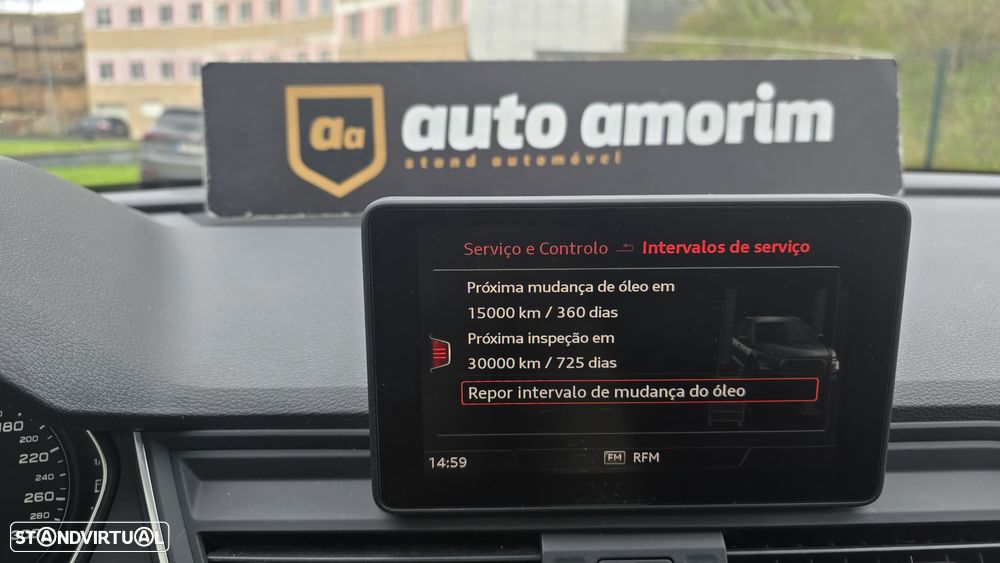 aa auto amorim
stand automóvel
Serviço e Controlo Intervalos de serviço
Próxima mudança de óleo em
15000 km / 360 dias
Próxima inspeção em
30000 km / 725 dias
Repor intervalo de mudança do óleo
14:59 FM RFM
180
200
220
240
260
280
STANDVIRTUAL